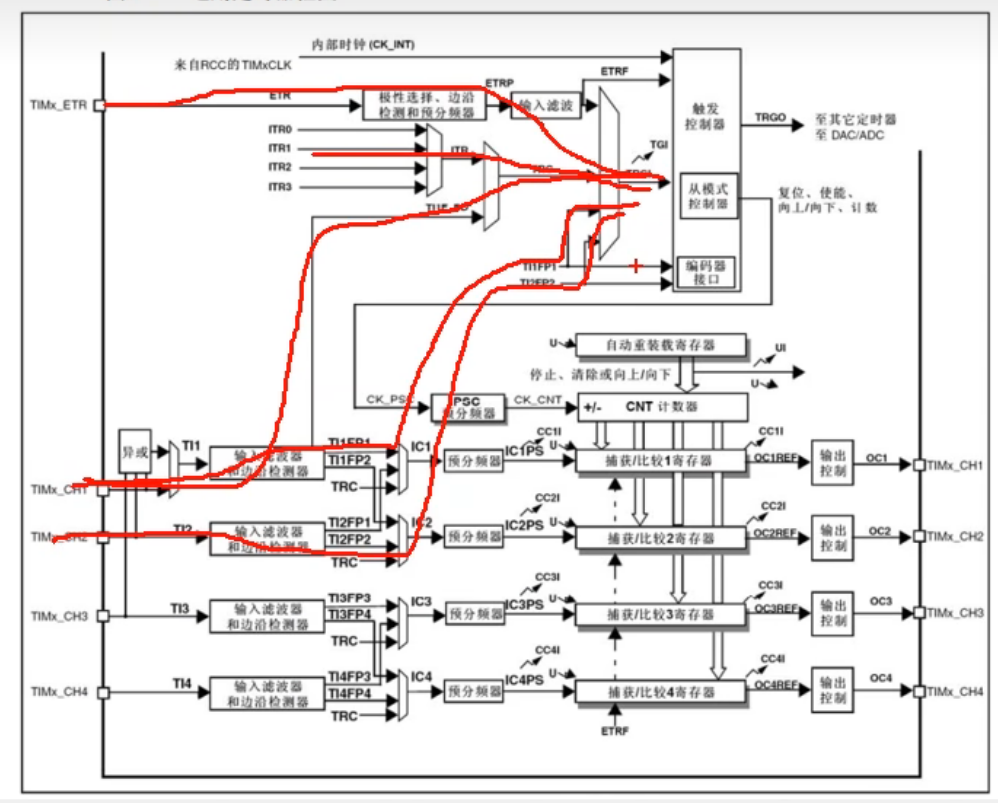 内部时钟 (CK_INT)
来自RCC的TIMxCLK
ETRP
ETRF
TIMx_ETR
ETR
极性选择、边沿
检测和预分频器
输入滤波
触发
控制器
TRGO
至其它定时器
至 DAC/ADC
ITR0
ITR1
ITR2
ITR3
ITR
TGI
从模式
控制器
复位、使能、
向上/向下、计数
TI1FP1
TI2FP2
编码器
接口
U
自动重装载寄存器
UI
停止、清除或向上/向下
U
CK_PSC
PSC
预分频器
CK_CNT
+/-
CNT 计数器
异或
TI1
输入滤波器
和边沿检测器
TI1FP1
TI1FP2
TRC
IC1
预分频器
IC1PS
CC1I
U
捕获/比较1寄存器
CC1I
OC1REF
输出
控制
OC1
TIMx_CH1
TIMx_CH1
TIMx_CH2
TI2
输入滤波器
和边沿检测器
TI2FP1
TI2FP2
TRC
IC2
预分频器
IC2PS
CC2I
U
捕获/比较2寄存器
CC2I
OC2REF
输出
控制
OC2
TIMx_CH2
TIMx_CH3
TI3
输入滤波器
和边沿检测器
TI3FP3
TI3FP4
TRC
IC3
预分频器
IC3PS
CC3I
U
捕获/比较3寄存器
CC3I
OC3REF
输出
控制
OC3
TIMx_CH3
TIMx_CH4
TI4
输入滤波器
和边沿检测器
TI4FP3
TI4FP4
TRC
IC4
预分频器
IC4PS
CC4I
U
捕获/比较4寄存器
CC4I
OC4REF
输出
控制
OC4
TIMx_CH4
ETRF